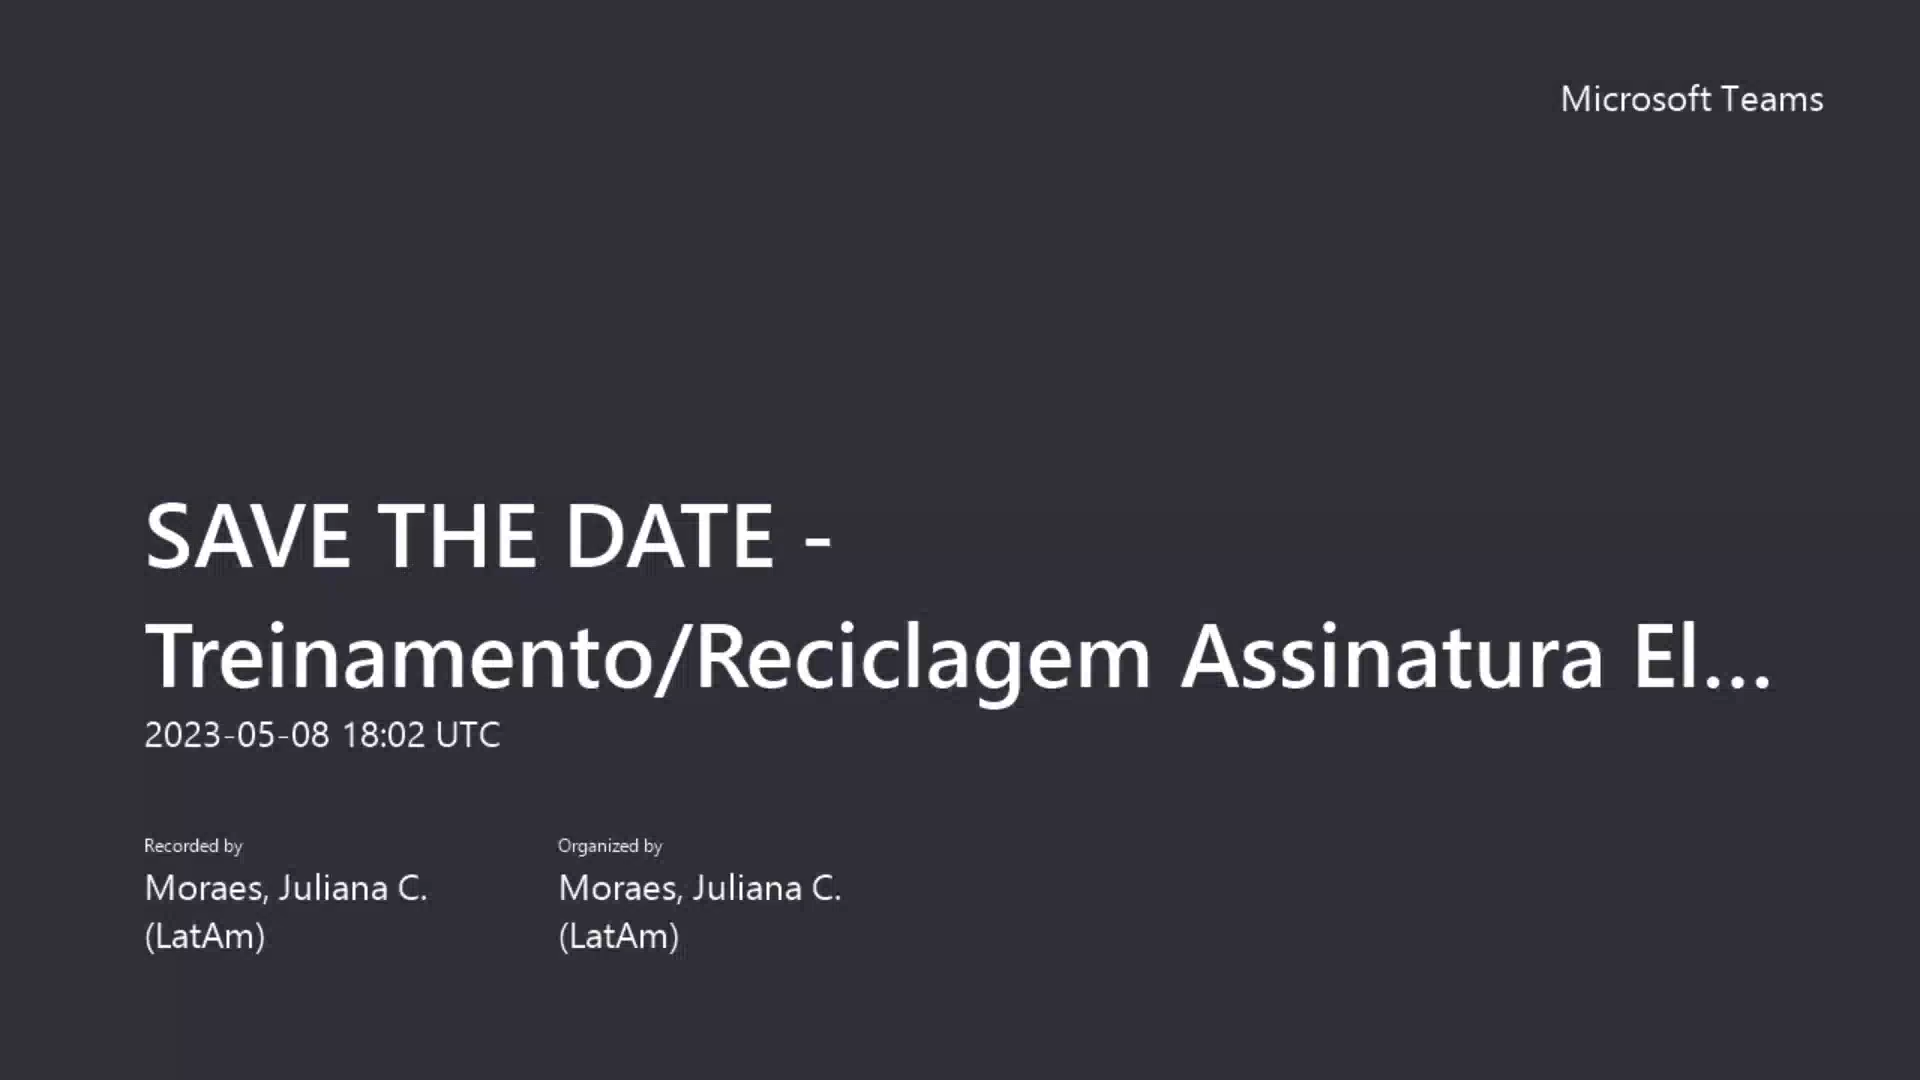 Microsoft Teams
SAVE THE DATE -
Treinamento/Reciclagem Assinatura El...
2023-05-08 18:02 UTC
Recorded by
Organized by
Moraes, Juliana C.
(LatAm)
Moraes, Juliana C.
(LatAm)